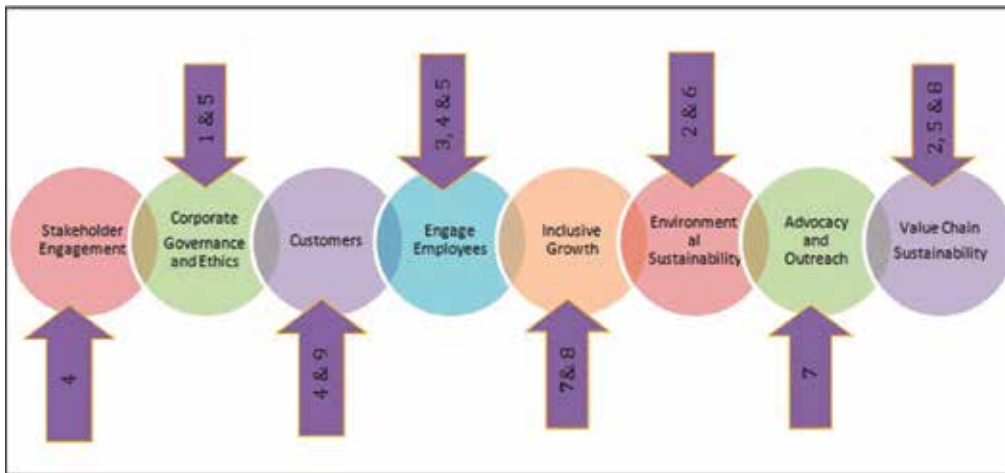 1 & 5
3, 4 & 5
2 & 6
2, 5 & 8
Stakeholder
Engagement
Corporate
Governance
and Ethics
Customers
Engage
Employees
Inclusive
Growth
Environment
al
Sustainability
Advocacy
and
Outreach
Value Chain
Sustainability
4
4 & 9
7& 8
7